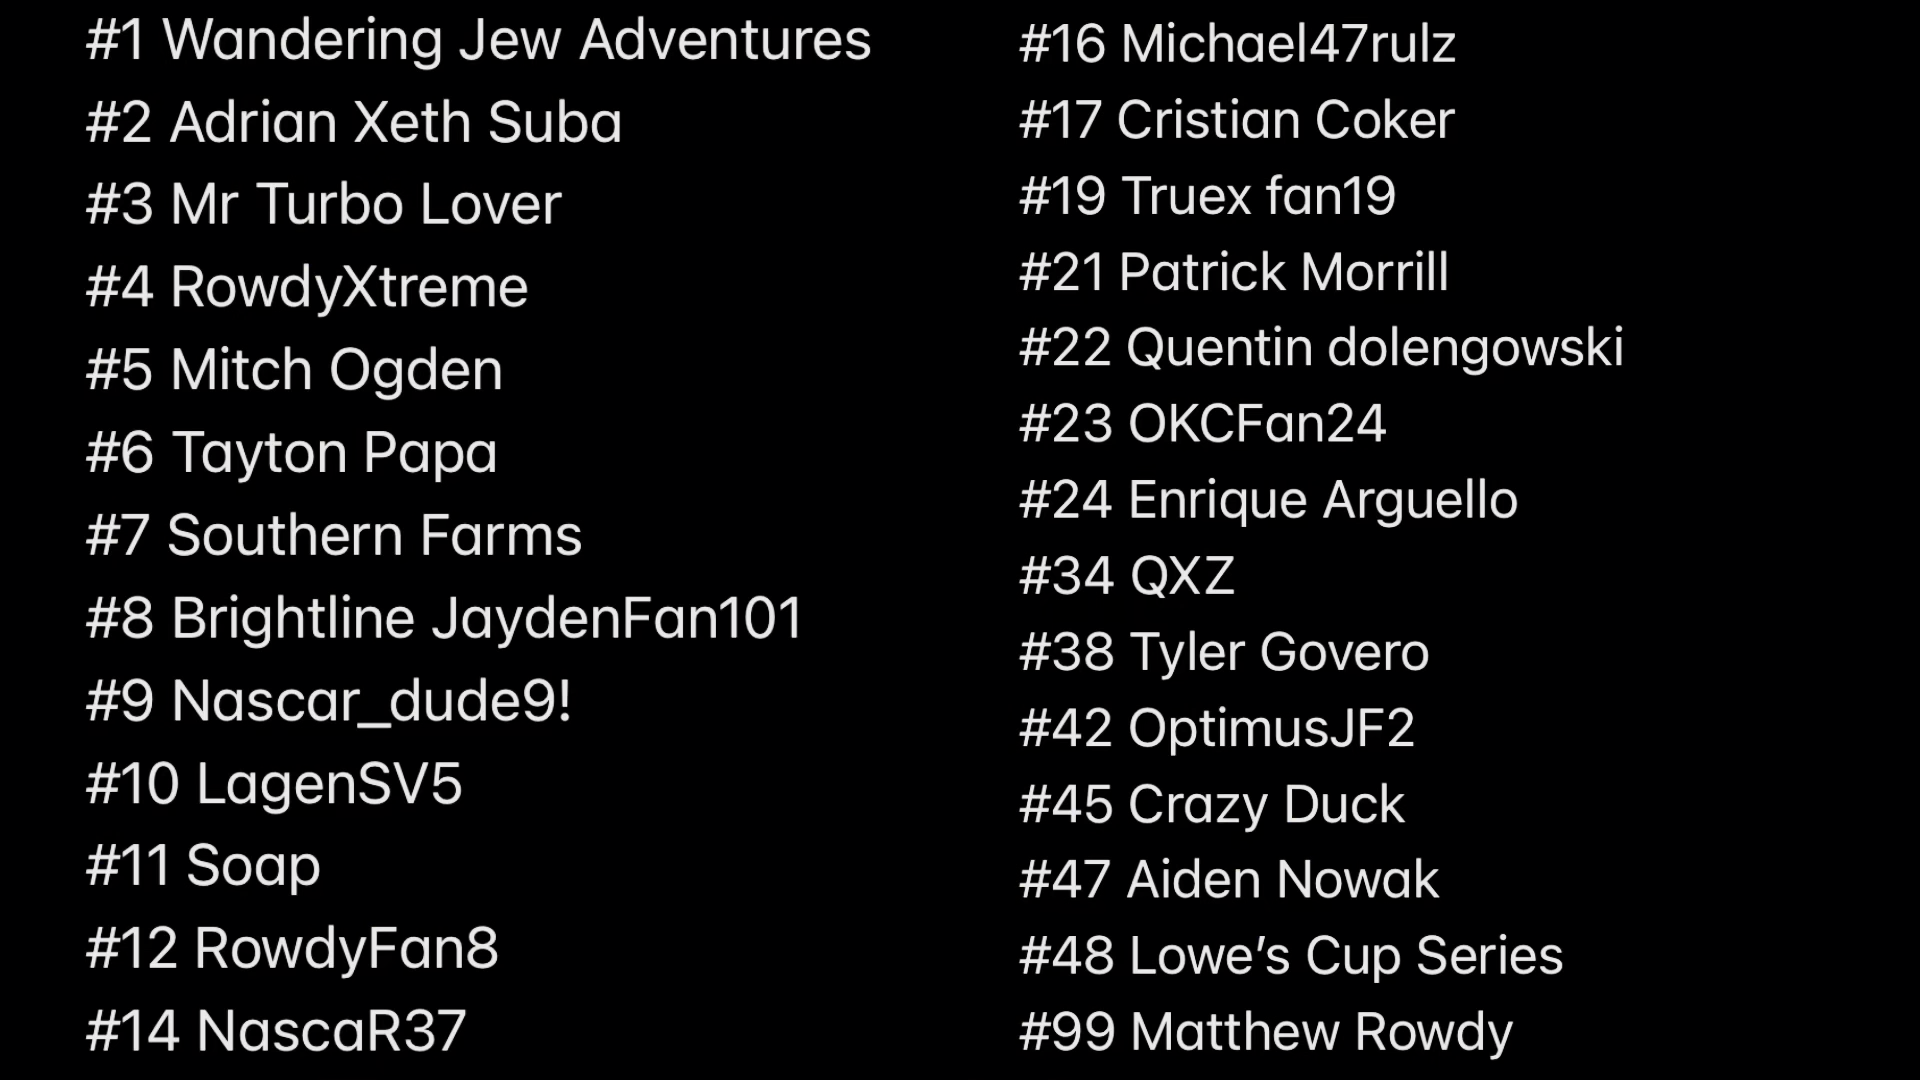 #1 Wandering Jew Adventures
#2 Adrian Xeth Suba
#3 Mr Turbo Lover
#4 RowdyXtreme
#5 Mitch Ogden
#6 Tayton Papa
#7 Southern Farms
#8 Brightline JaydenFan101
#9 Nascar_dude9!
#10 LagenSV5
#11 Soap
#12 RowdyFan8
#14 NascaR37
#16 Michael47rulz
#17 Cristian Coker
#19 Truex fan19
#21 Patrick Morrill
#22 Quentin dolengowski
#23 OKCFan24
#24 Enrique Arguello
#34 QXZ
#38 Tyler Govero
#42 OptimusJF2
#45 Crazy Duck
#47 Aiden Nowak
#48 Lowe’s Cup Series
#99 Matthew Rowdy